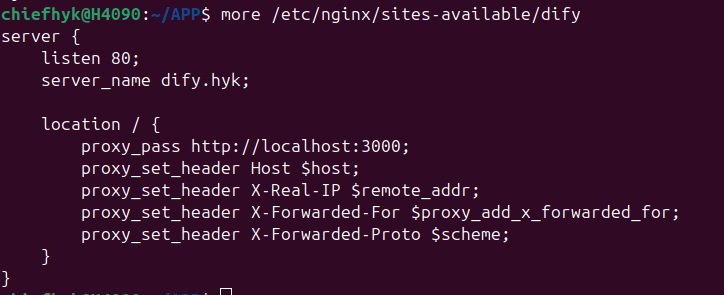 chiefhyk@H4090:~/APP$ more /etc/nginx/sites-available/dify
server {
    listen 80;
    server_name dify.hyk;

    location / {
        proxy_pass http://localhost:3000;
        proxy_set_header Host $host;
        proxy_set_header X-Real-IP $remote_addr;
        proxy_set_header X-Forwarded-For $proxy_add_x_forwarded_for;
        proxy_set_header X-Forwarded-Proto $scheme;
    }
}